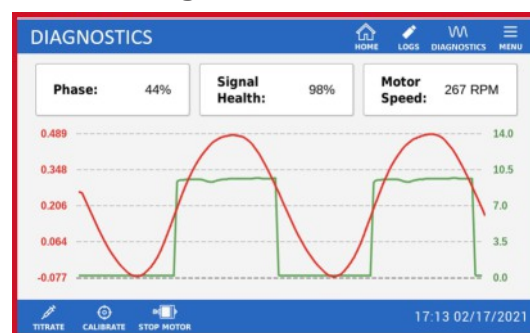 DIAGNOSTICS
HOME LOGS DIAGNOSTICS MENU
Phase: 44%
Signal Health: 98%
Motor Speed: 267 RPM
0.489 14.0
0.348 10.5
0.206 7.0
0.064 3.5
-0.077 0.0
TITRATE CALIBRATE STOP MOTOR
17:13 02/17/2021